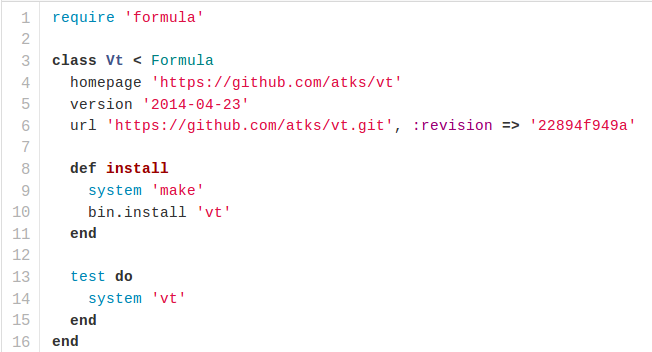 1 require 'formula'
2
3 class Vt < Formula
4   homepage 'https://github.com/atks/vt'
5   version '2014-04-23'
6   url 'https://github.com/atks/vt.git', :revision => '22894f949a'
7
8   def install
9     system 'make'
10     bin.install 'vt'
11   end
12
13   test do
14     system 'vt'
15   end
16 end